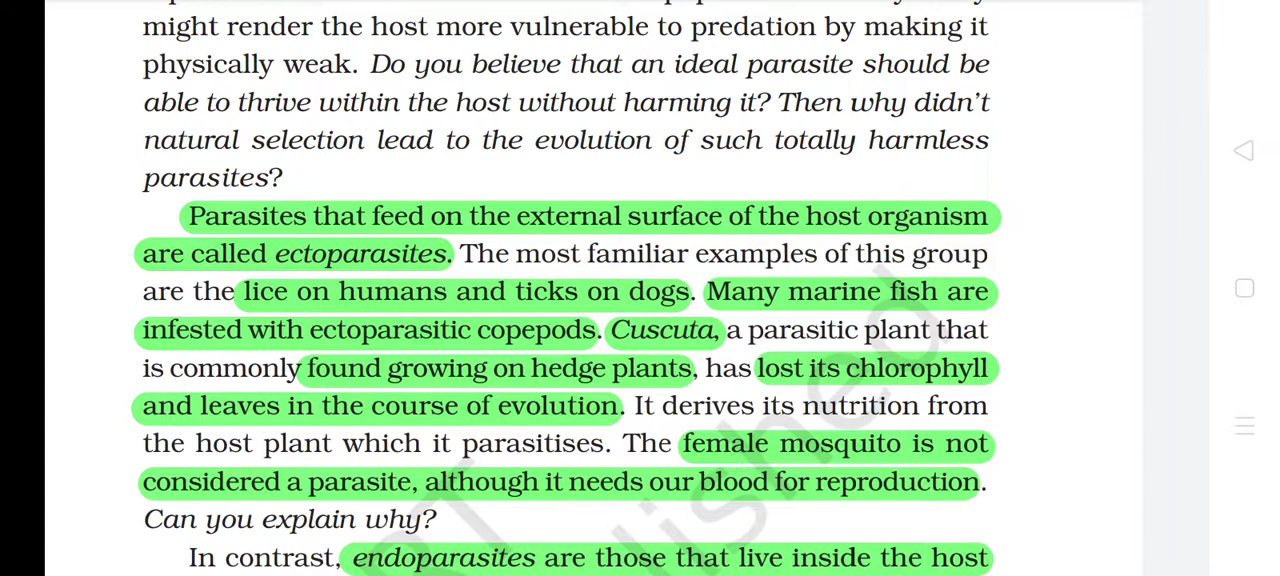 might render the host more vulnerable to predation by making it
physically weak. Do you believe that an ideal parasite should be
able to thrive within the host without harming it? Then why didn't
natural selection lead to the evolution of such totally harmless
parasites?
Parasites that feed on the external surface of the host organism
are called ectoparasites. The most familiar examples of this group
are the lice on humans and ticks on dogs. Many marine fish are
infested with ectoparasitic copepods. Cuscuta, a parasitic plant that
is commonly found growing on hedge plants, has lost its chlorophyll
and leaves in the course of evolution. It derives its nutrition from
the host plant which it parasitises. The female mosquito is not
considered a parasite, although it needs our blood for reproduction.
Can you explain why?
In contrast, endoparasites are those that live inside the host